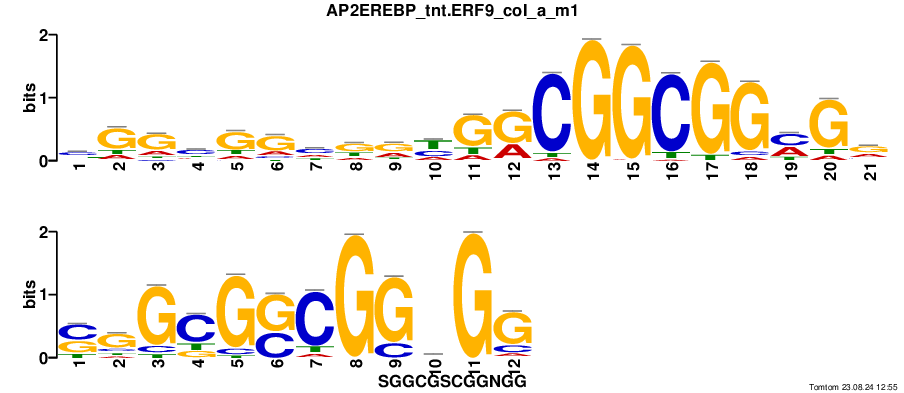 AP2EREBP_tnt.ERF9_col_a_m1
2
bits
1
0
1 2 3 4 5 6 7 8 9 10 11 12 13 14 15 16 17 18 19 20 21
2
bits
1
0
1 2 3 4 5 6 7 8 9 10 11 12
SGGCGSCGGNGG
Tomtom 23.08.24 12:55